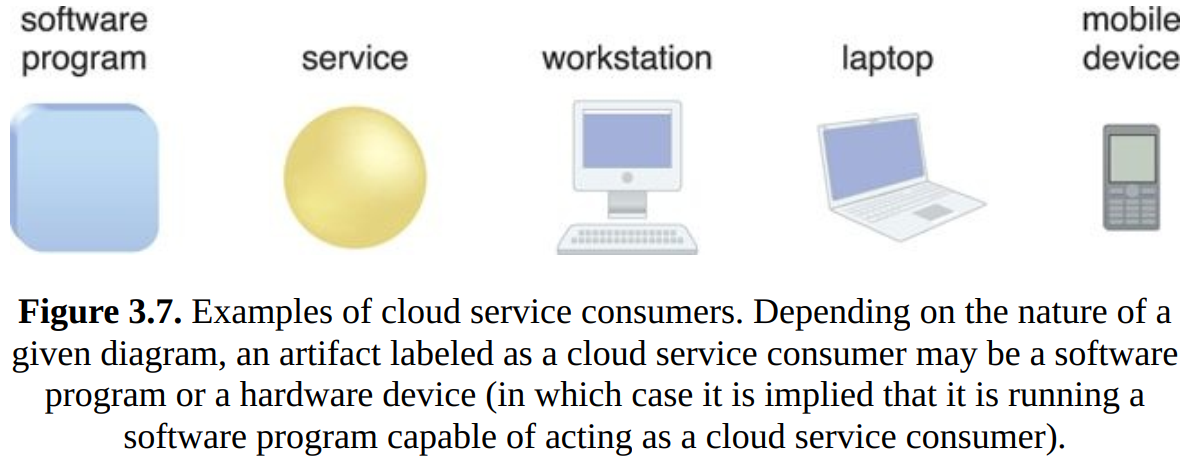 software program
service
workstation
laptop
mobile device
Figure 3.7. Examples of cloud service consumers. Depending on the nature of a
given diagram, an artifact labeled as a cloud service consumer may be a software
program or a hardware device (in which case it is implied that it is running a
software program capable of acting as a cloud service consumer).